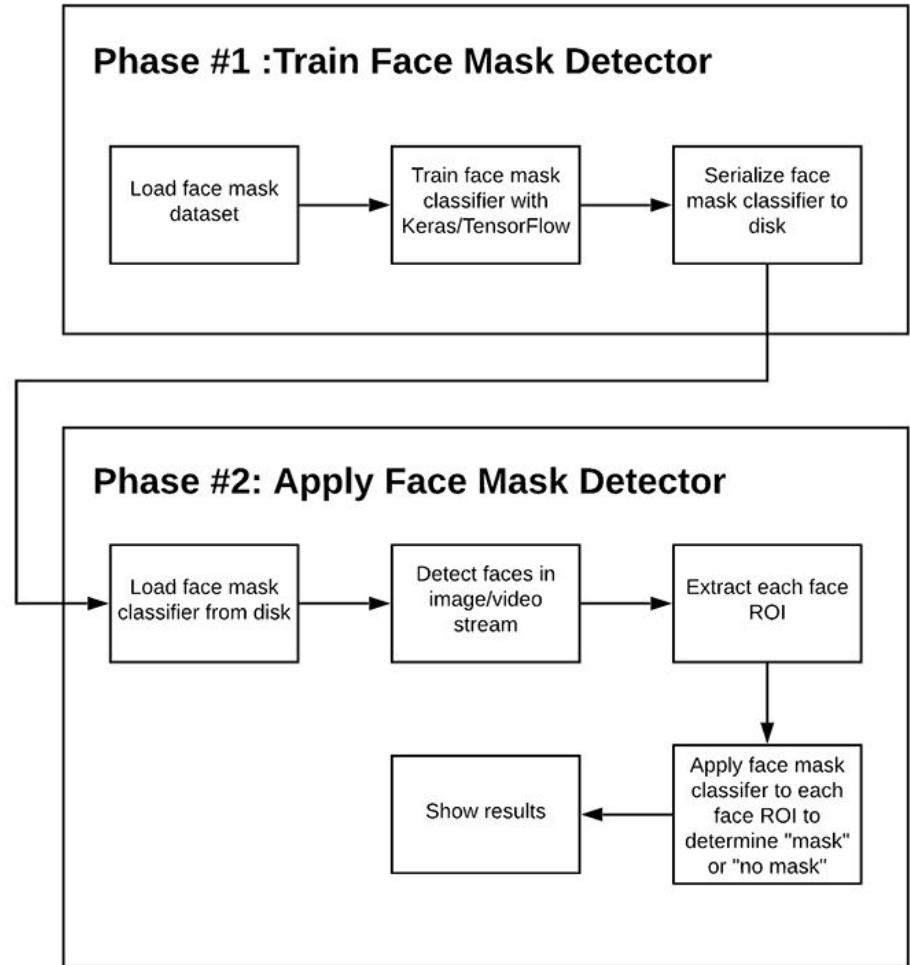 Phase #1 :Train Face Mask Detector
Load face mask
dataset
Train face mask
classifier with
Keras/TensorFlow
Serialize face
mask classifier to
disk
Phase #2: Apply Face Mask Detector
Load face mask
classifier from disk
Detect faces in
image/video
stream
Extract each face
ROI
Apply face mask
classifer to each
face ROI to
determine "mask"
or "no mask"
Show results